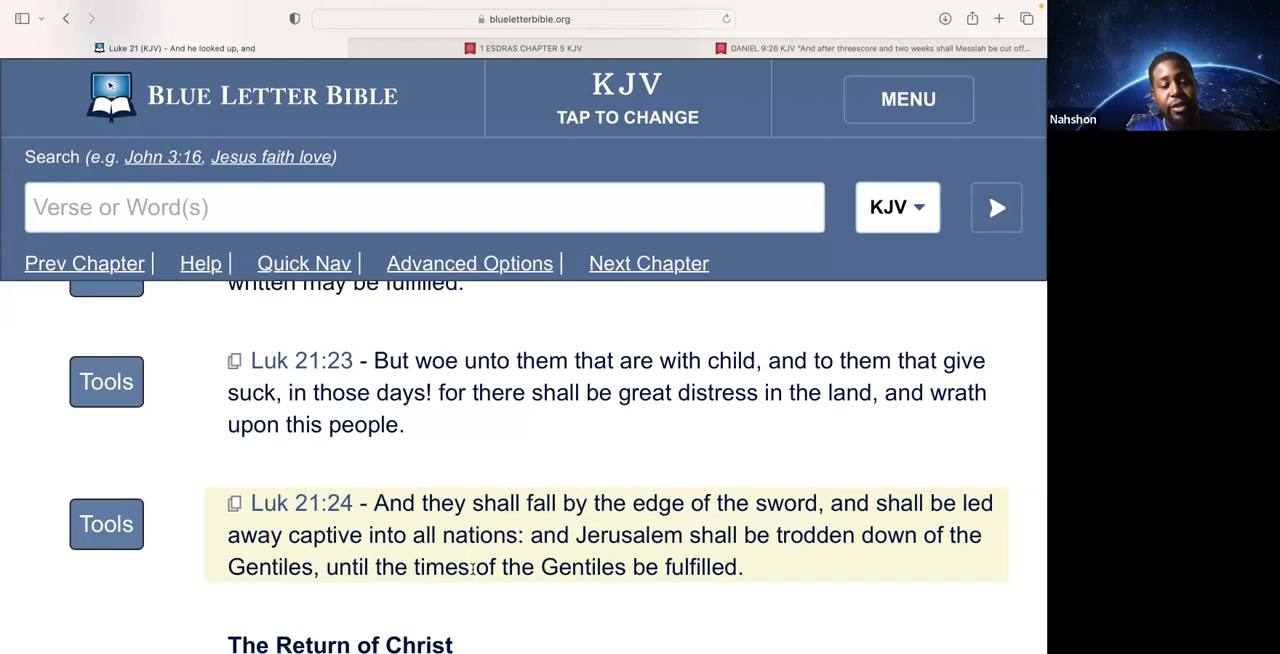 blueletterbible.org
Luke 21 (KJV) - And he looked up, and
1 ESDRAS CHAPTER 5 KJV
DANIEL 9:26 KJV "And after threescore and two weeks shall Messiah be cut off...
BLUE LETTER BIBLE
KJV
TAP TO CHANGE
MENU
Nahshon
Search (e.g. John 3:16, Jesus faith love)
Verse or Word(s)
KJV
Prev Chapter | Help | Quick Nav | Advanced Options | Next Chapter
written may be fulfilled.
Tools
Luk 21:23 - But woe unto them that are with child, and to them that give
suck, in those days! for there shall be great distress in the land, and wrath
upon this people.
Tools
Luk 21:24 - And they shall fall by the edge of the sword, and shall be led
away captive into all nations: and Jerusalem shall be trodden down of the
Gentiles, until the times of the Gentiles be fulfilled.
The Return of Christ